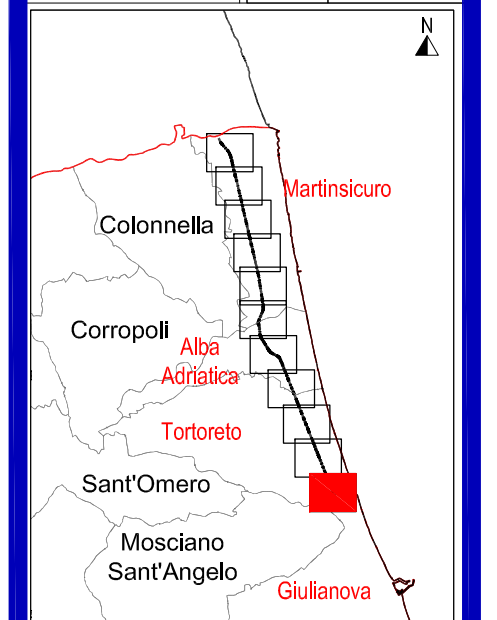 N
Martinsicuro
Colonnella
Corropoli
Alba
Adriatica
Tortoreto
Sant'Omero
Mosciano
Sant'Angelo
Giulianova